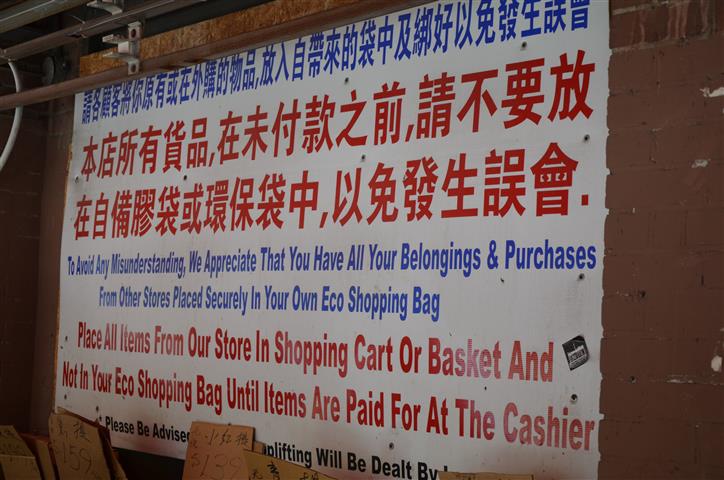 請各顧客將你原有或在外購的物品,放入自帶來的袋中及綁好以免發生誤會
本店所有貨品,在未付款之前,請不要放
在自備膠袋或環保袋中,以免發生誤會.
To Avoid Any Misunderstanding, We Appreciate That You Have All Your Belongings & Purchases
From Other Stores Placed Securely In Your Own Eco Shopping Bag
Place All Items From Our Store In Shopping Cart Or Basket And
Not In Your Eco Shopping Bag Until Items Are Paid For At The Cashier
Please Be Advised
plifting Will Be Dealt By
$159
$139